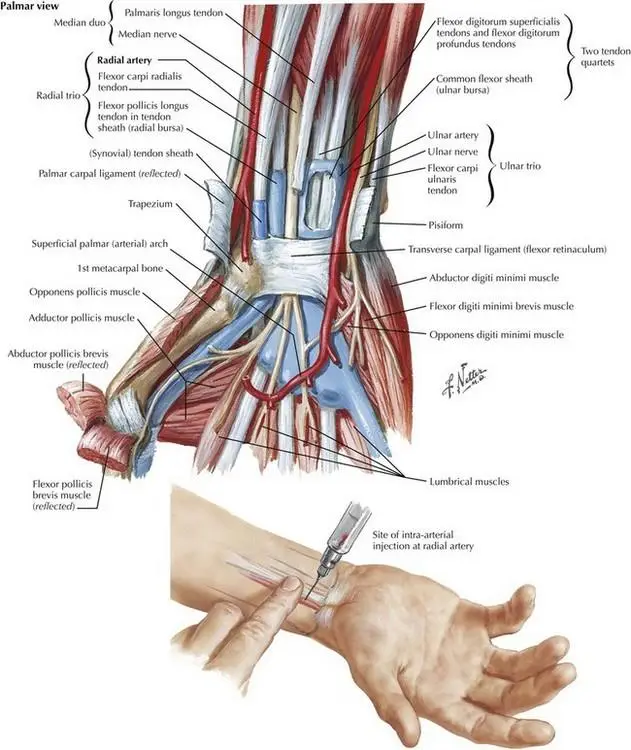 Palmar view
Median duo
Palmaris longus tendon
Median nerve
Radial trio
Radial artery
Flexor carpi radialis
tendon
Flexor pollicis longus
tendon in tendon
sheath (radial bursa)
(Synovial) tendon sheath
Palmar carpal ligament (reflected)
Trapezium
Superficial palmar (arterial) arch
1st metacarpal bone
Opponens pollicis muscle
Adductor pollicis muscle
Abductor pollicis brevis
muscle (reflected)
Flexor pollicis
brevis muscle
(reflected)
Flexor digitorum superficialis
tendons and flexor digitorum
profundus tendons
Common flexor sheath
(ulnar bursa)
Two tendon
quartets
Ulnar artery
Ulnar nerve
Flexor carpi
ulnaris
tendon
Ulnar trio
Pisiform
Transverse carpal ligament (flexor retinaculum)
Abductor digiti minimi muscle
Flexor digiti minimi brevis muscle
Opponens digiti minimi muscle
F. Netter
M.D.
Lumbrical muscles
Site of intra-arterial
injection at radial artery